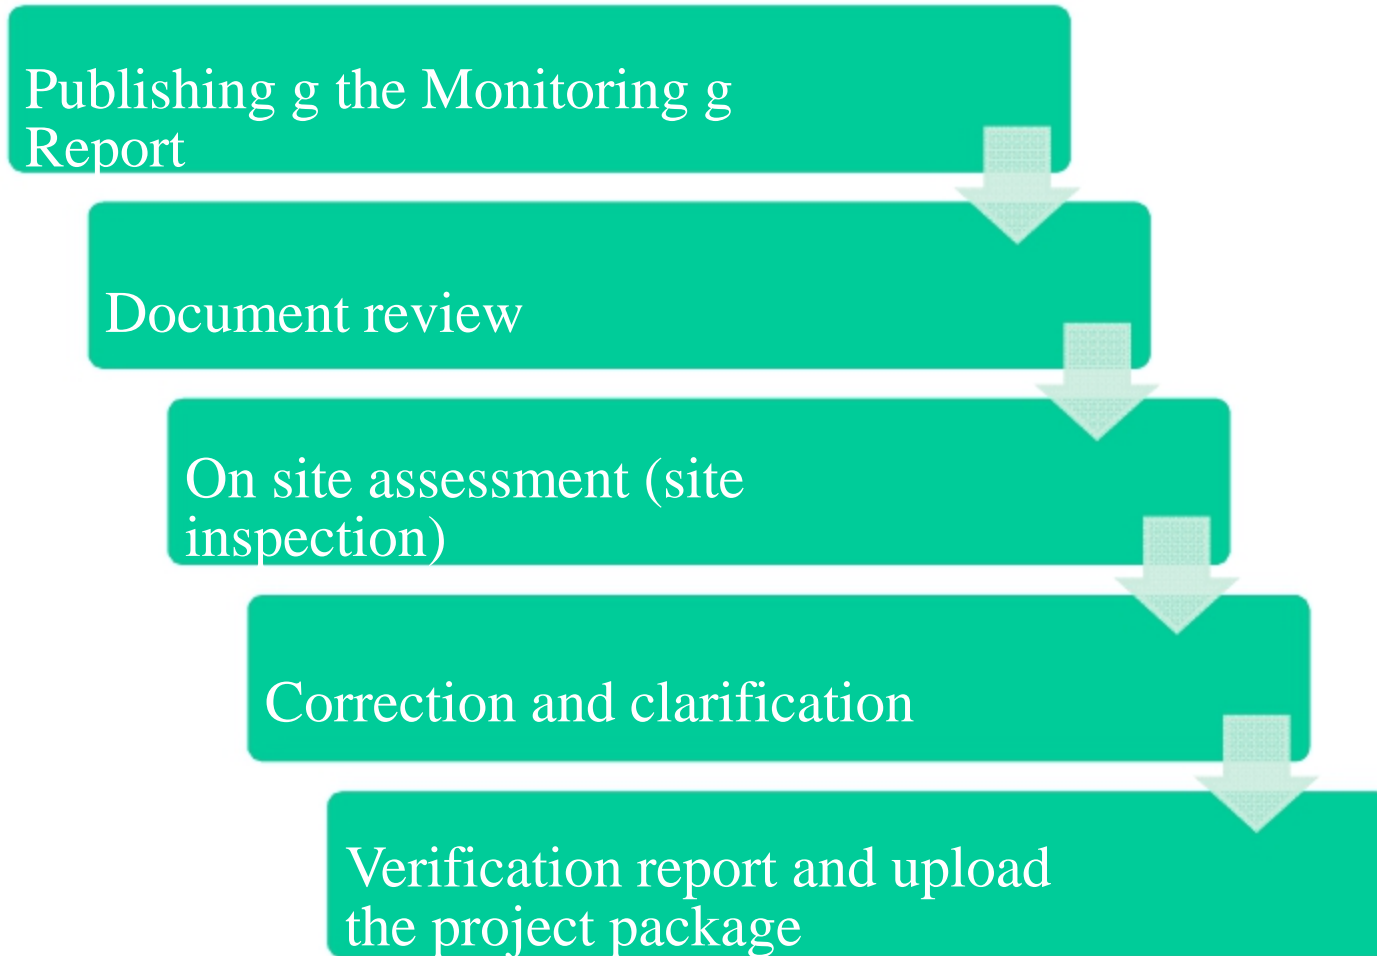 Publishing g the Monitoring g
Report
Document review
On site assessment (site
inspection)
Correction and clarification
Verification report and upload
the project package